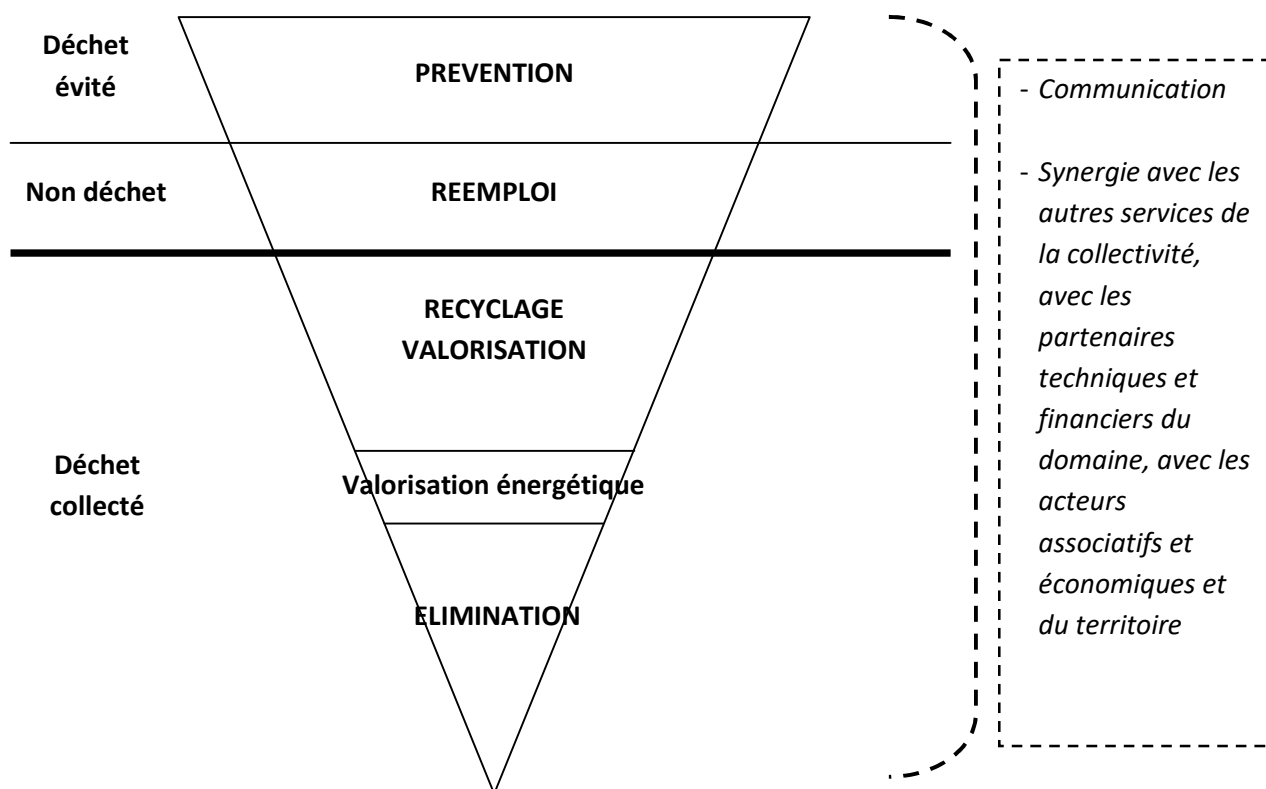 Déchet
évité
PREVENTION
Non déchet
REEMPLOI
RECYCLAGE
VALORISATION
Déchet
collecté
Valorisation énergétique
ELIMINATION
- Communication
- Synergie avec les
autres services de
la collectivité,
avec les
partenaires
techniques et
financiers du
domaine, avec les
acteurs
associatifs et
économiques et
du territoire